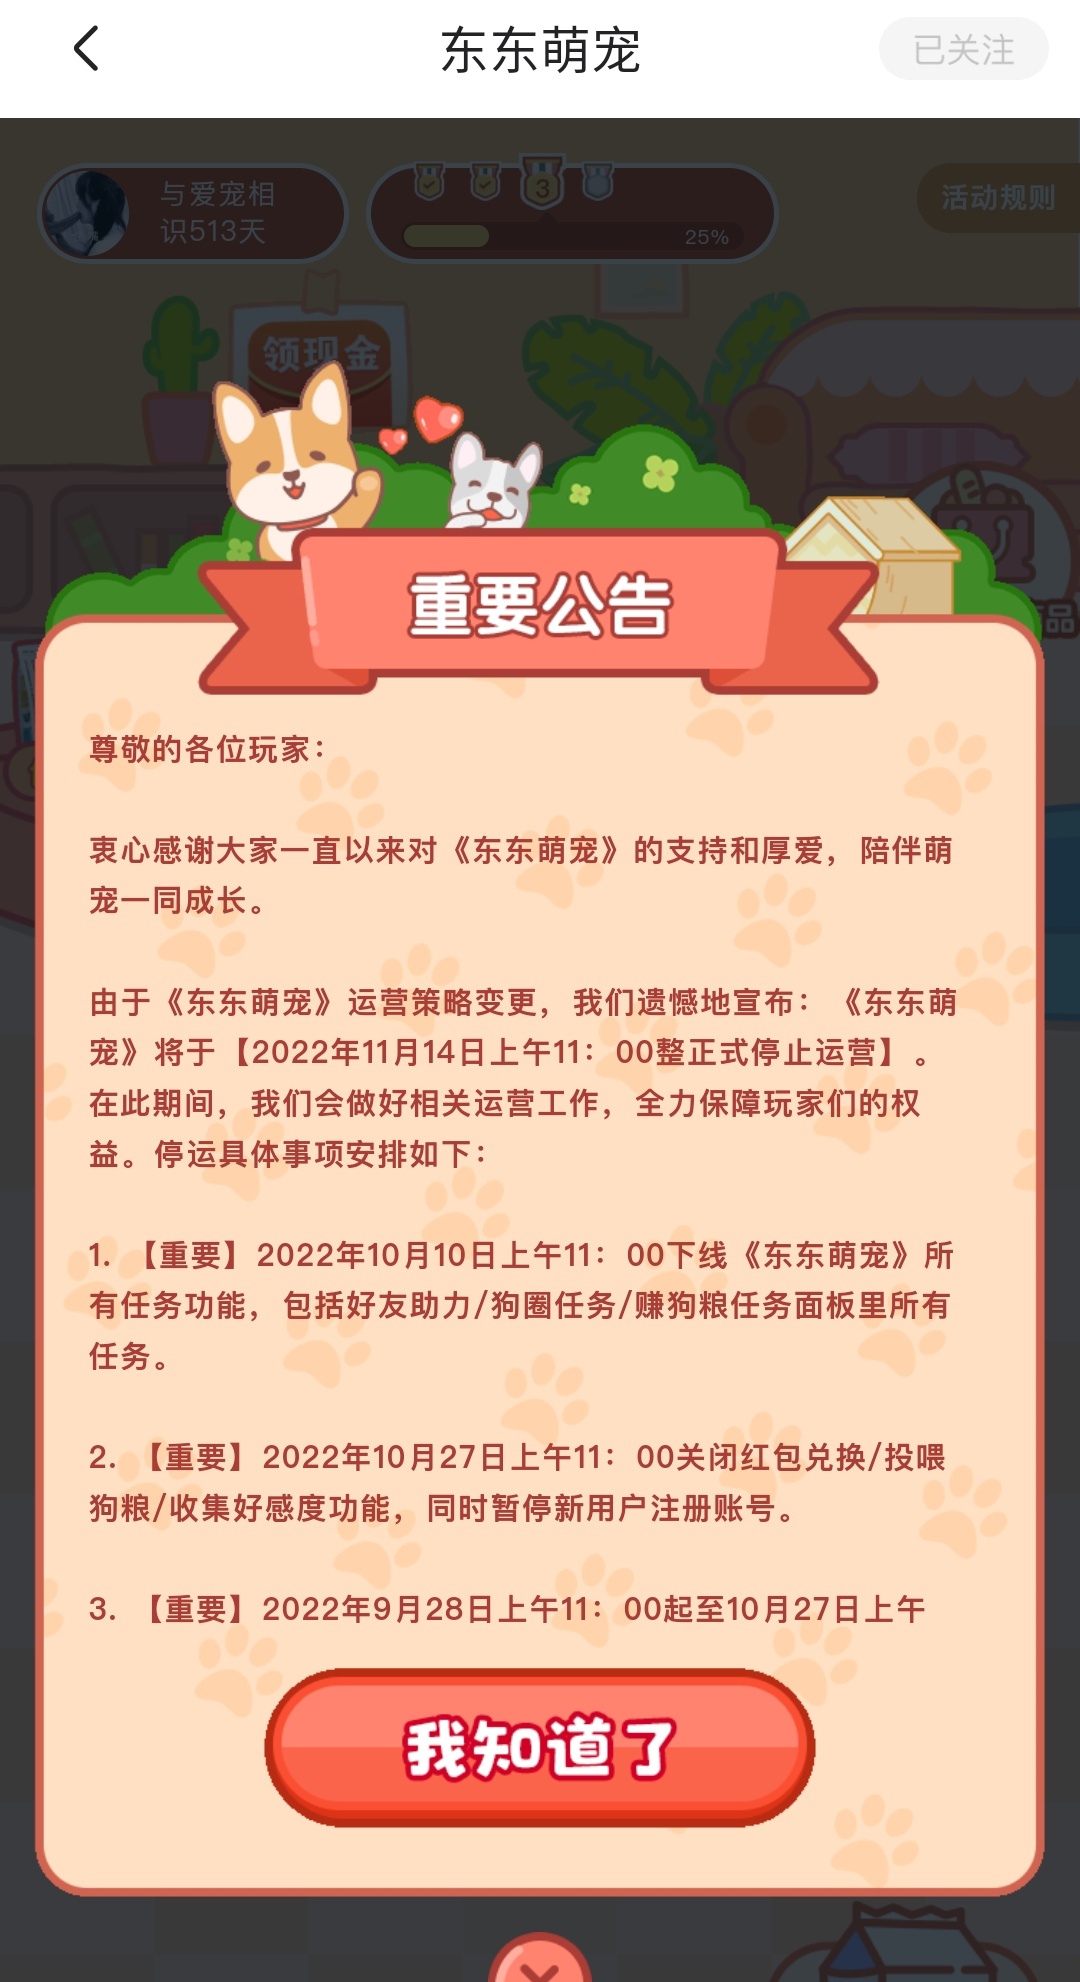 东东萌宠
已关注
与爱宠相
识513天
3
25%
活动规则
领现金
品
重要公告
尊敬的各位玩家：
衷心感谢大家一直以来对《东东萌宠》的支持和厚爱，陪伴萌
宠一同成长。
由于《东东萌宠》运营策略变更，我们遗憾地宣布：《东东萌
宠》将于【2022年11月14日上午11：00整正式停止运营】。
在此期间，我们会做好相关运营工作，全力保障玩家们的权
益。停运具体事项安排如下：
1. 【重要】2022年10月10日上午11：00下线《东东萌宠》所
有任务功能，包括好友助力/狗圈任务/赚狗粮任务面板里所有
任务。
2. 【重要】2022年10月27日上午11：00关闭红包兑换/投喂
狗粮/收集好感度功能，同时暂停新用户注册账号。
3. 【重要】2022年9月28日上午11：00起至10月27日上午
我知道了